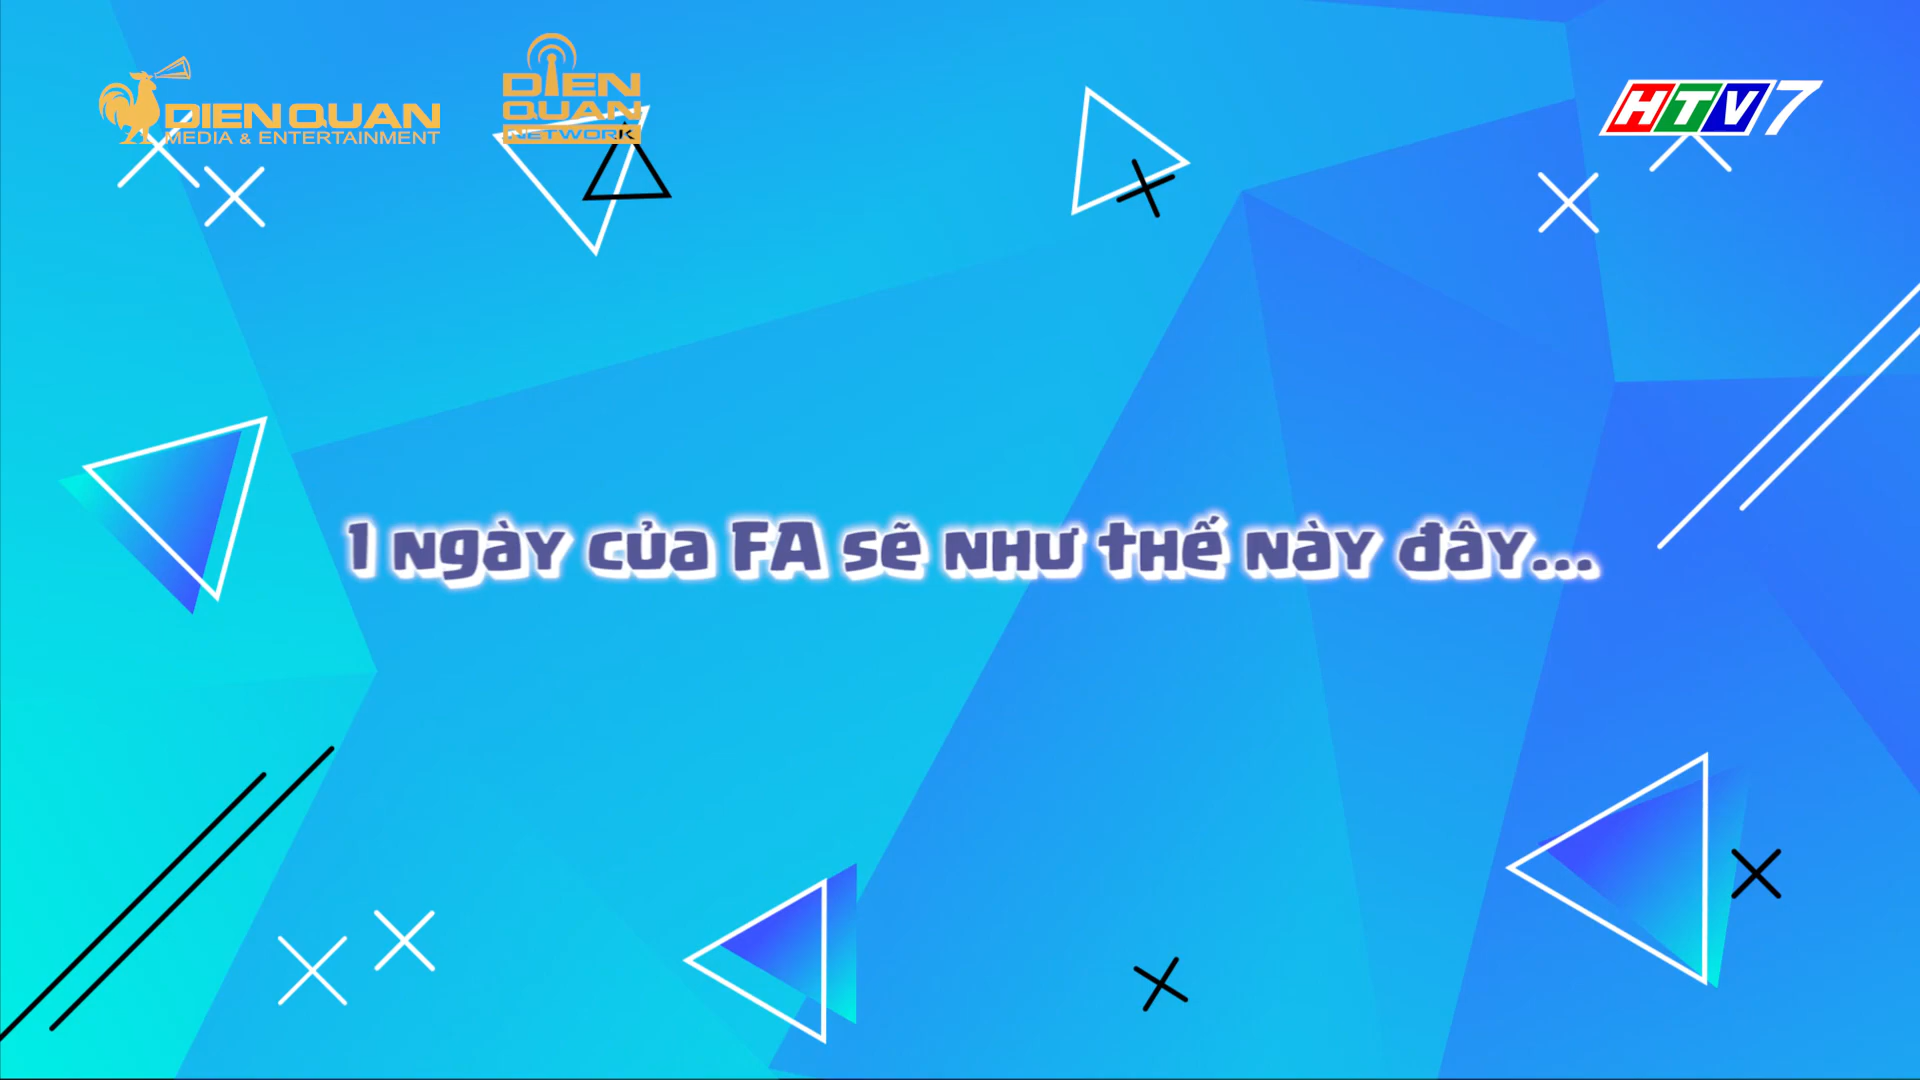 DIEN QUAN
MEDIA & ENTERTAINMENT
DIEN
QUAN
NETWORK
HTV7
1 ngày của FA sẽ như thế này đây...